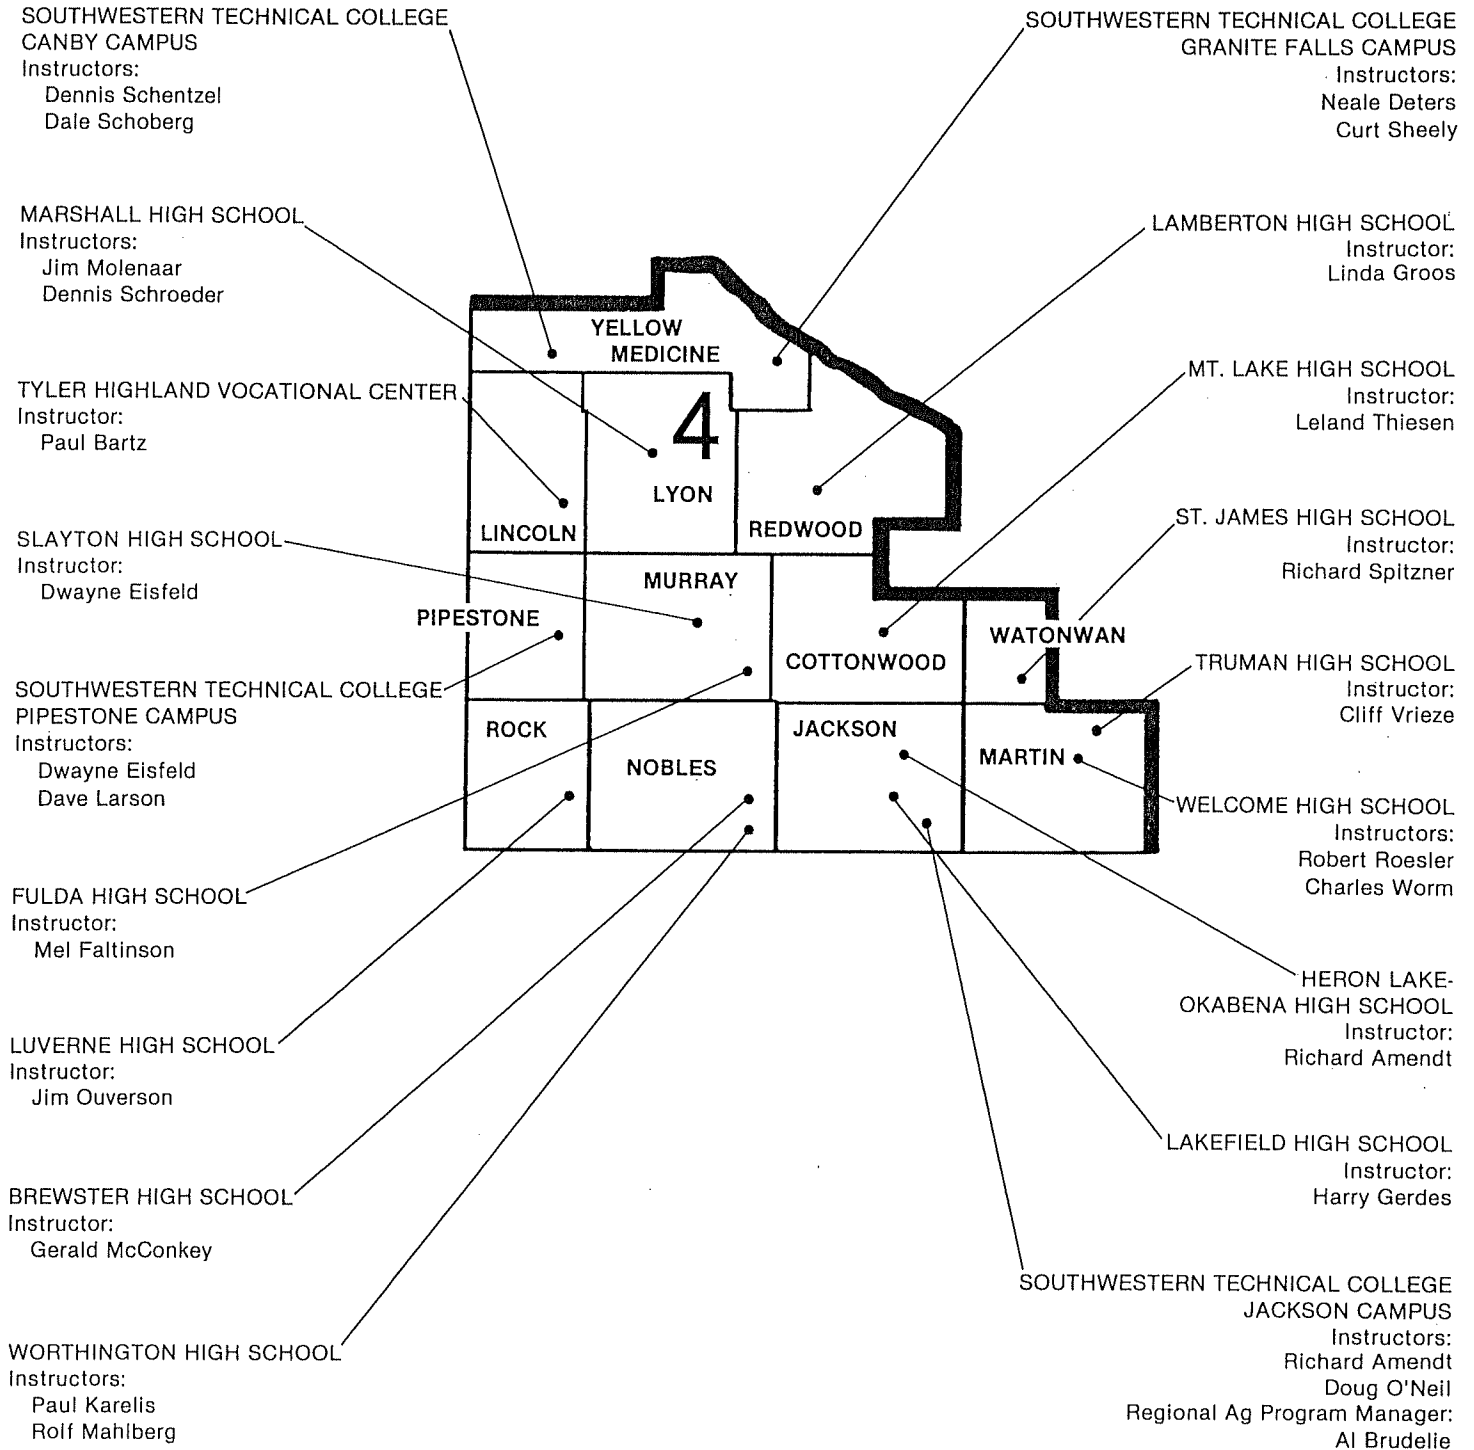 SOUTHWESTERN TECHNICAL COLLEGE
CANBY CAMPUS
Instructors:
Dennis Schentzel
Dale Schoberg
MARSHALL HIGH SCHOOL
Instructors:
Jim Molenaar
Dennis Schroeder
TYLER HIGHLAND VOCATIONAL CENTER
Instructor:
Paul Bartz
SLAYTON HIGH SCHOOL
Instructor:
Dwayne Eisfeld
SOUTHWESTERN TECHNICAL COLLEGE
PIPESTONE CAMPUS
Instructors:
Dwayne Eisfeld
Dave Larson
FULDA HIGH SCHOOL
Instructor:
Mel Faltinson
LUVERNE HIGH SCHOOL
Instructor:
Jim Ouverson
BREWSTER HIGH SCHOOL
Instructor:
Gerald McConkey
WORTHINGTON HIGH SCHOOL
Instructors:
Paul Karelis
Rolf Mahlberg
YELLOW
MEDICINE
4
LYON
LINCOLN
REDWOOD
MURRAY
PIPESTONE
COTTONWOOD
WATONWAN
ROCK
NOBLES
JACKSON
MARTIN
SOUTHWESTERN TECHNICAL COLLEGE
GRANITE FALLS CAMPUS
Instructors:
Neale Deters
Curt Sheely
LAMBERTON HIGH SCHOOL
Instructor:
Linda Groos
MT. LAKE HIGH SCHOOL
Instructor:
Leland Thiesen
ST. JAMES HIGH SCHOOL
Instructor:
Richard Spitzner
TRUMAN HIGH SCHOOL
Instructor:
Cliff Vrieze
WELCOME HIGH SCHOOL
Instructors:
Robert Roesler
Charles Worm
HERON LAKE-
OKABENA HIGH SCHOOL
Instructor:
Richard Amendt
LAKEFIELD HIGH SCHOOL
Instructor:
Harry Gerdes
SOUTHWESTERN TECHNICAL COLLEGE
JACKSON CAMPUS
Instructors:
Richard Amendt
Doug O'Neil
Regional Ag Program Manager:
Al Brudelie